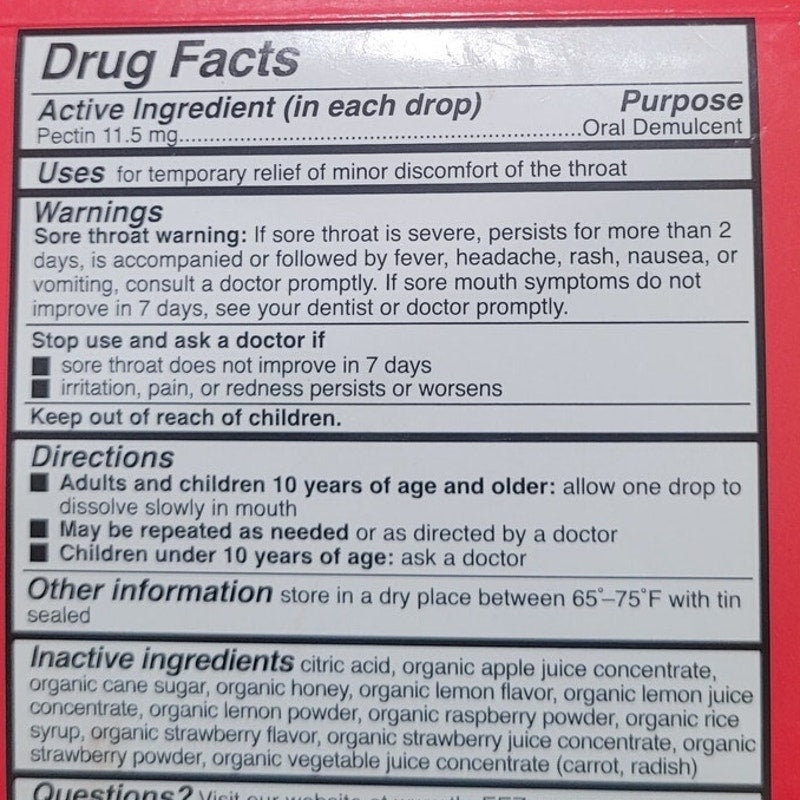 Drug Facts
Active Ingredient (in each drop) Purpose
Pectin 11.5 mg..........................................................Oral Demulcent
Uses for temporary relief of minor discomfort of the throat
Warnings
Sore throat warning: If sore throat is severe, persists for more than 2
days, is accompanied or followed by fever, headache, rash, nausea, or
vomiting, consult a doctor promptly. If sore mouth symptoms do not
improve in 7 days, see your dentist or doctor promptly.
Stop use and ask a doctor if
■ sore throat does not improve in 7 days
■ irritation, pain, or redness persists or worsens
Keep out of reach of children.
Directions
■ Adults and children 10 years of age and older: allow one drop to
dissolve slowly in mouth
■ May be repeated as needed or as directed by a doctor
■ Children under 10 years of age: ask a doctor
Other information store in a dry place between 65°–75°F with tin
sealed
Inactive ingredients citric acid, organic apple juice concentrate,
organic cane sugar, organic honey, organic lemon flavor, organic lemon juice
concentrate, organic lemon powder, organic raspberry powder, organic rice
syrup, organic strawberry flavor, organic strawberry juice concentrate, organic
strawberry powder, organic vegetable juice concentrate (carrot, radish)
Questions? Visit our website at